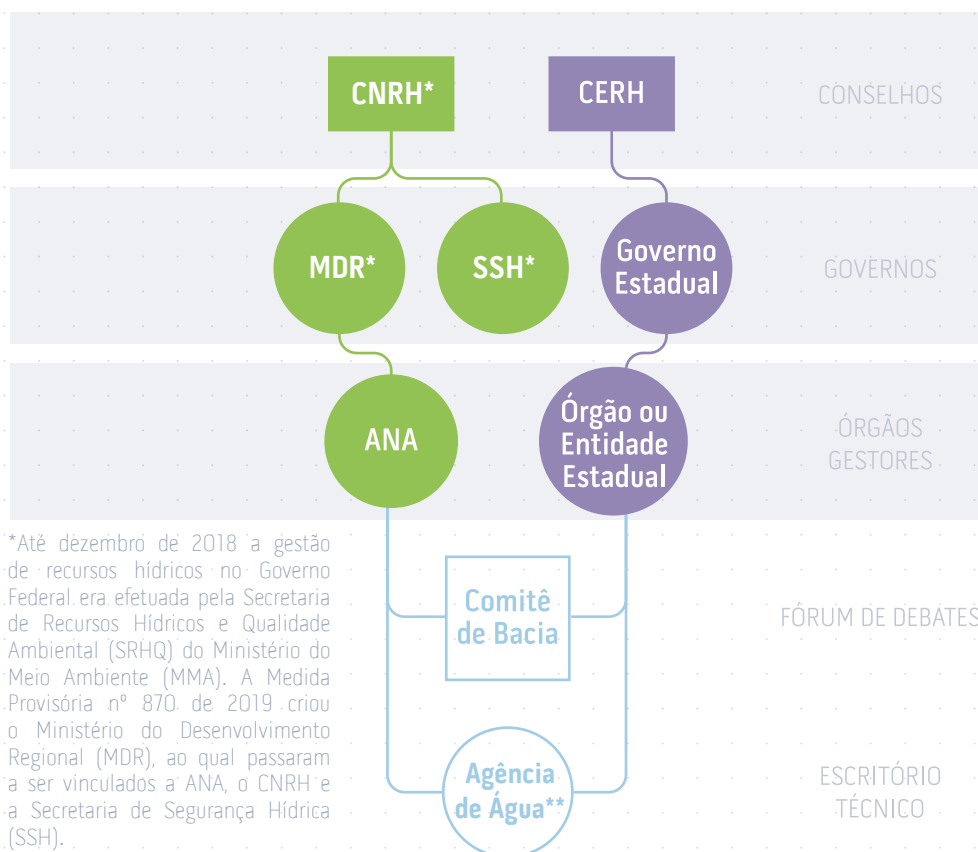 CNRH*
CERH
CONSELHOS
MDR*
SSH*
Governo
Estadual
GOVERNOS
ANA
Órgão ou
Entidade
Estadual
ÓRGÃOS
GESTORES
*Até dezembro de 2018 a gestão
de recursos hídricos no Governo
Federal era efetuada pela Secretaria
de Recursos Hídricos e Qualidade
Ambiental (SRHQ) do Ministério do
Meio Ambiente (MMA). A Medida
Provisória nº 870 de 2019 criou
o Ministério do Desenvolvimento
Regional (MDR), ao qual passaram
a ser vinculados a ANA, o CNRH e
a Secretaria de Segurança Hídrica
(SSH).
Comitê
de Bacia
FÓRUM DE DEBATES
Agência
de Água**
ESCRITÓRIO
TÉCNICO